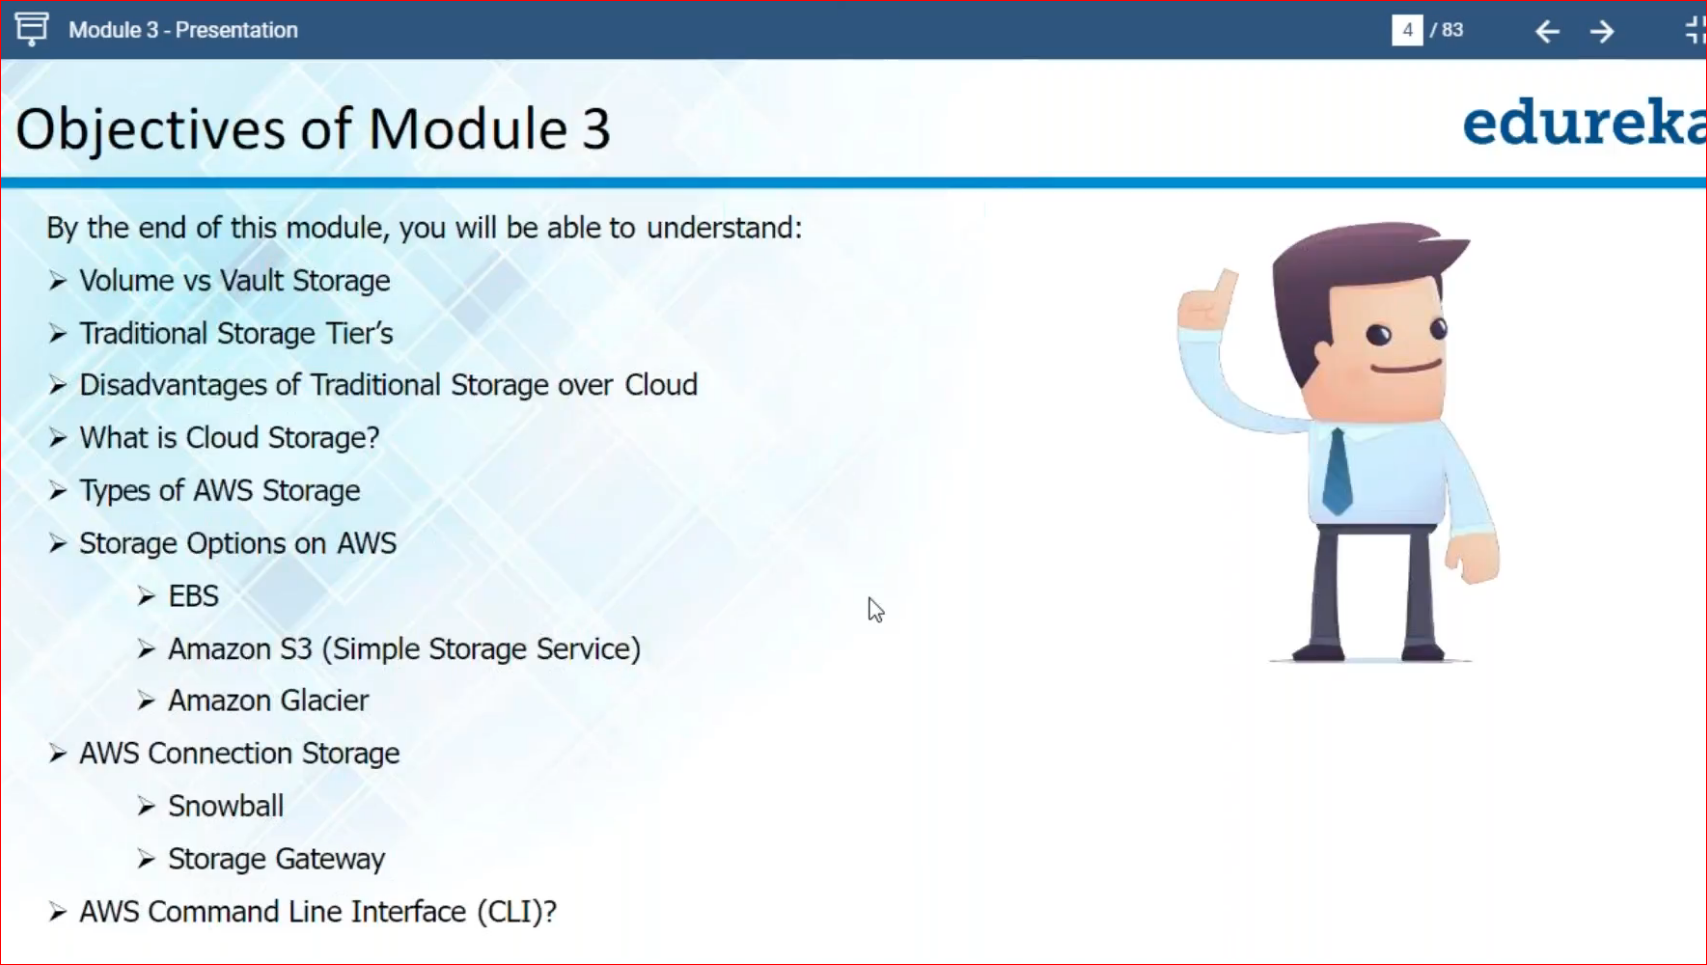 Module 3 - Presentation
4 / 83
Objectives of Module 3
edureka
By the end of this module, you will be able to understand:
➢ Volume vs Vault Storage
➢ Traditional Storage Tier’s
➢ Disadvantages of Traditional Storage over Cloud
➢ What is Cloud Storage?
➢ Types of AWS Storage
➢ Storage Options on AWS
➢ EBS
➢ Amazon S3 (Simple Storage Service)
➢ Amazon Glacier
➢ AWS Connection Storage
➢ Snowball
➢ Storage Gateway
➢ AWS Command Line Interface (CLI)?